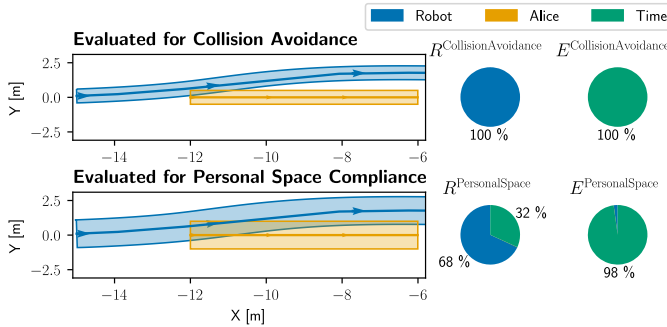 Robot Alice Time
Evaluated for Collision Avoidance
R^CollisionAvoidance E^CollisionAvoidance
Y [m]
2.5
0.0
−2.5
−14 −12 −10 −8 −6
100 % 100 %
Evaluated for Personal Space Compliance
R^PersonalSpace E^PersonalSpace
Y [m]
2.5
0.0
−2.5
−14 −12 −10 −8 −6
X [m]
32 %
68 %
98 %